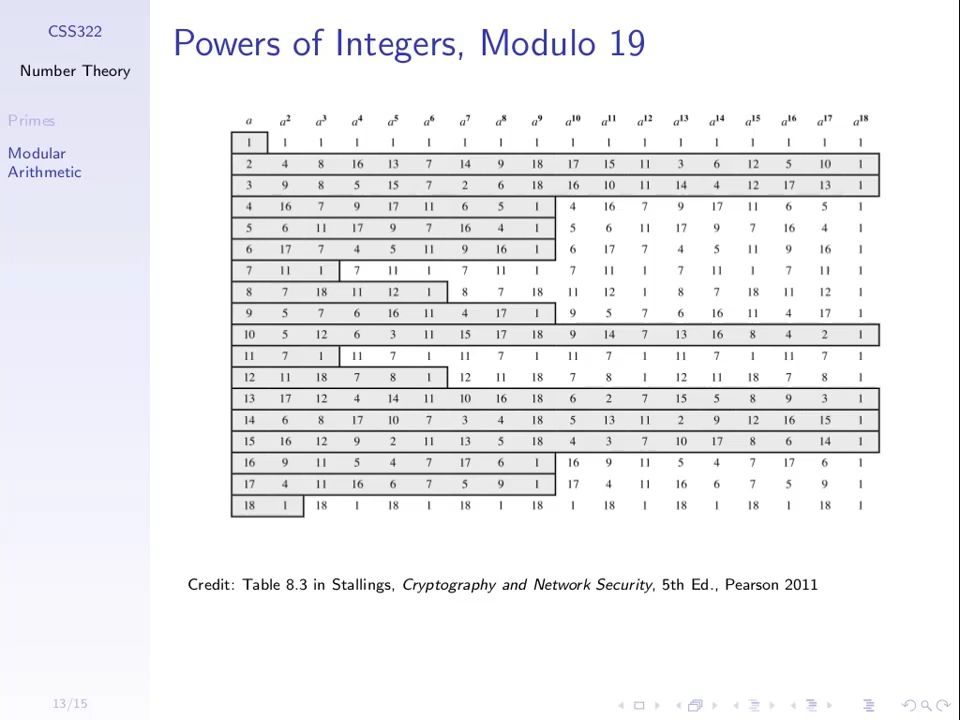 CSS322
Number Theory
Primes
Modular
Arithmetic
Powers of Integers, Modulo 19
a a² a³ a⁴ a⁵ a⁶ a⁷ a⁸ a⁹ a¹⁰ a¹¹ a¹² a¹³ a¹⁴ a¹⁵ a¹⁶ a¹⁷ a¹⁸
1 1 1 1 1 1 1 1 1 1 1 1 1 1 1 1 1 1
2 4 8 16 13 7 14 9 18 17 15 11 3 6 12 5 10 1
3 9 8 5 15 7 2 6 18 16 10 11 14 4 12 17 13 1
4 16 7 9 17 11 6 5 1 4 16 7 9 17 11 6 5 1
5 6 11 17 9 7 16 4 1 5 6 11 17 9 7 16 4 1
6 17 7 4 5 11 9 16 1 6 17 7 4 5 11 9 16 1
7 11 1 7 11 1 7 11 1 7 11 1 7 11 1 7 11 1
8 7 18 11 12 1 8 7 18 11 12 1 8 7 18 11 12 1
9 5 7 6 16 11 4 17 1 9 5 7 6 16 11 4 17 1
10 5 12 6 3 11 15 17 18 9 14 7 13 16 8 4 2 1
11 7 1 11 7 1 11 7 1 11 7 1 11 7 1 11 7 1
12 11 18 7 8 1 12 11 18 7 8 1 12 11 18 7 8 1
13 17 12 4 14 11 10 16 18 6 2 7 15 5 8 9 3 1
14 6 8 17 10 7 3 4 18 5 13 11 2 9 12 16 15 1
15 16 12 9 2 11 13 5 18 4 3 7 10 17 8 6 14 1
16 9 11 5 4 7 17 6 1 16 9 11 5 4 7 17 6 1
17 4 11 16 6 7 5 9 1 17 4 11 16 6 7 5 9 1
18 1 18 1 18 1 18 1 18 1 18 1 18 1 18 1 18 1
Credit: Table 8.3 in Stallings, Cryptography and Network Security, 5th Ed., Pearson 2011
13/15